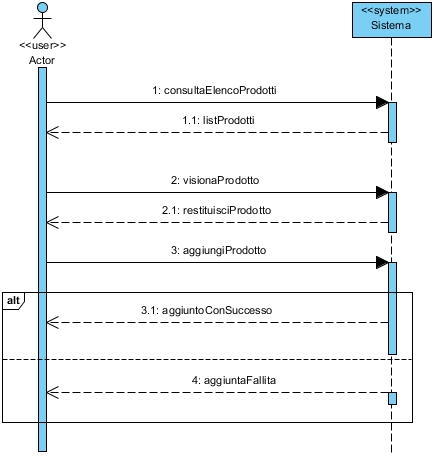 <<user>>
Actor
<<system>>
Sistema
1: consultaElencoProdotti
1.1: listProdotti
2: visionaProdotto
2.1: restituisciProdotto
3: aggiungiProdotto
alt
3.1: aggiuntoConSuccesso
4: aggiuntaFallita